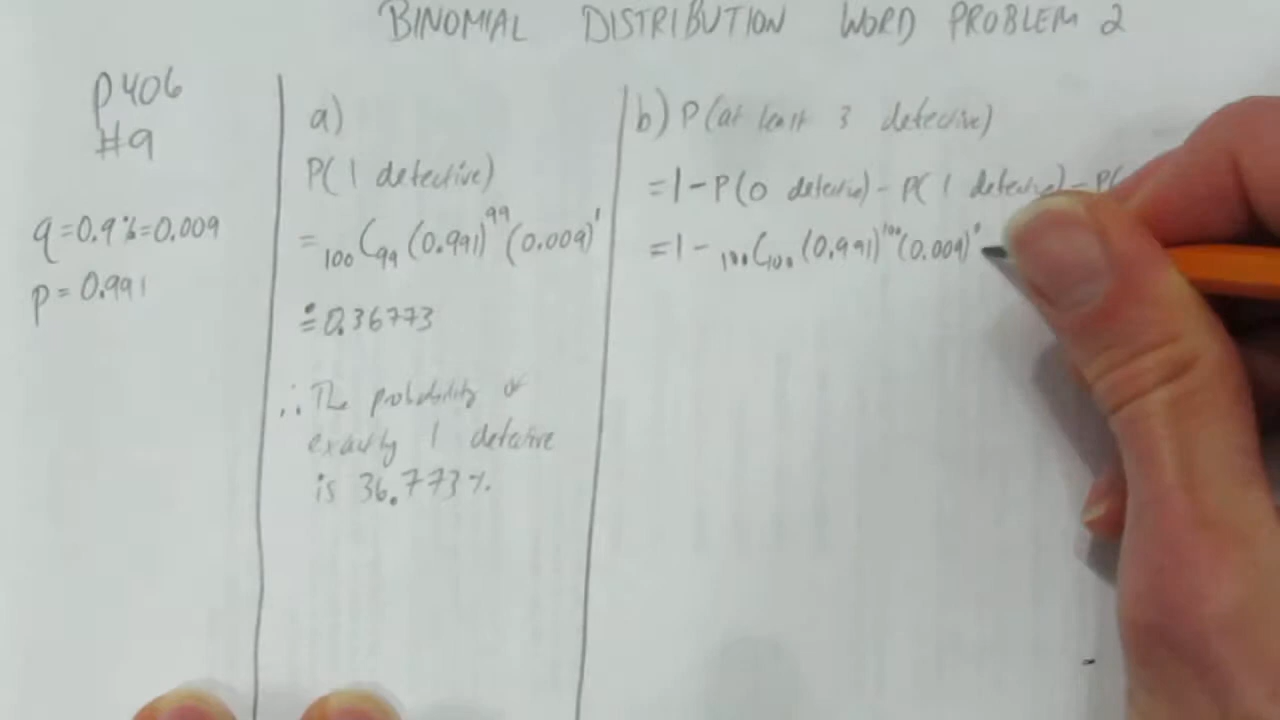 BINOMIAL DISTRIBUTION WORD PROBLEM 2
p406
#9
q=0.9%=0.009
p=0.991
a)
P(1 detective)
= ₁₀₀C₉₉ (0.991)⁹⁹ (0.009)¹
≐0.36773
∴ The probability of
exactly 1 defective
is 36.773%.
b) P(at least 3 defective)
=1-P(0 defective)-P(1 defective)-P(
=1- ₁₀₀C₁₀₀ (0.991)¹⁰⁰(0.009)⁰